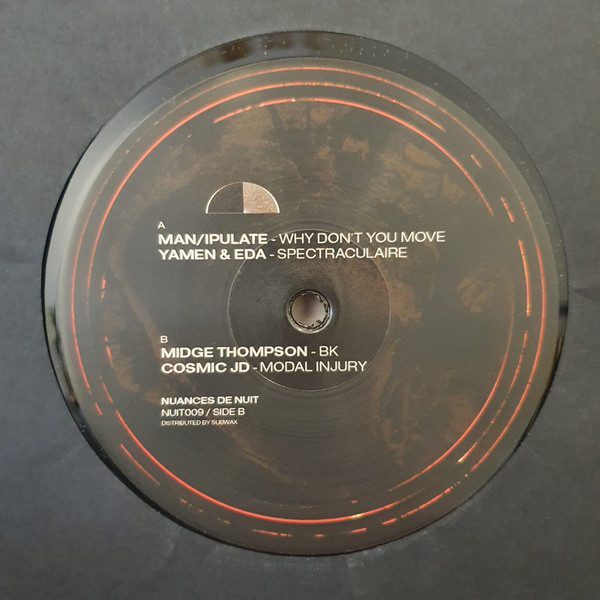 A
MAN/IPULATE - WHY DON'T YOU MOVE
YAMEN & EDA - SPECTRACULAIRE
B
MIDGE THOMPSON - BK
COSMIC JD - MODAL INJURY
NUANCES DE NUIT
NUIT009 / SIDE B
DISTRIBUTED BY SUBWAX